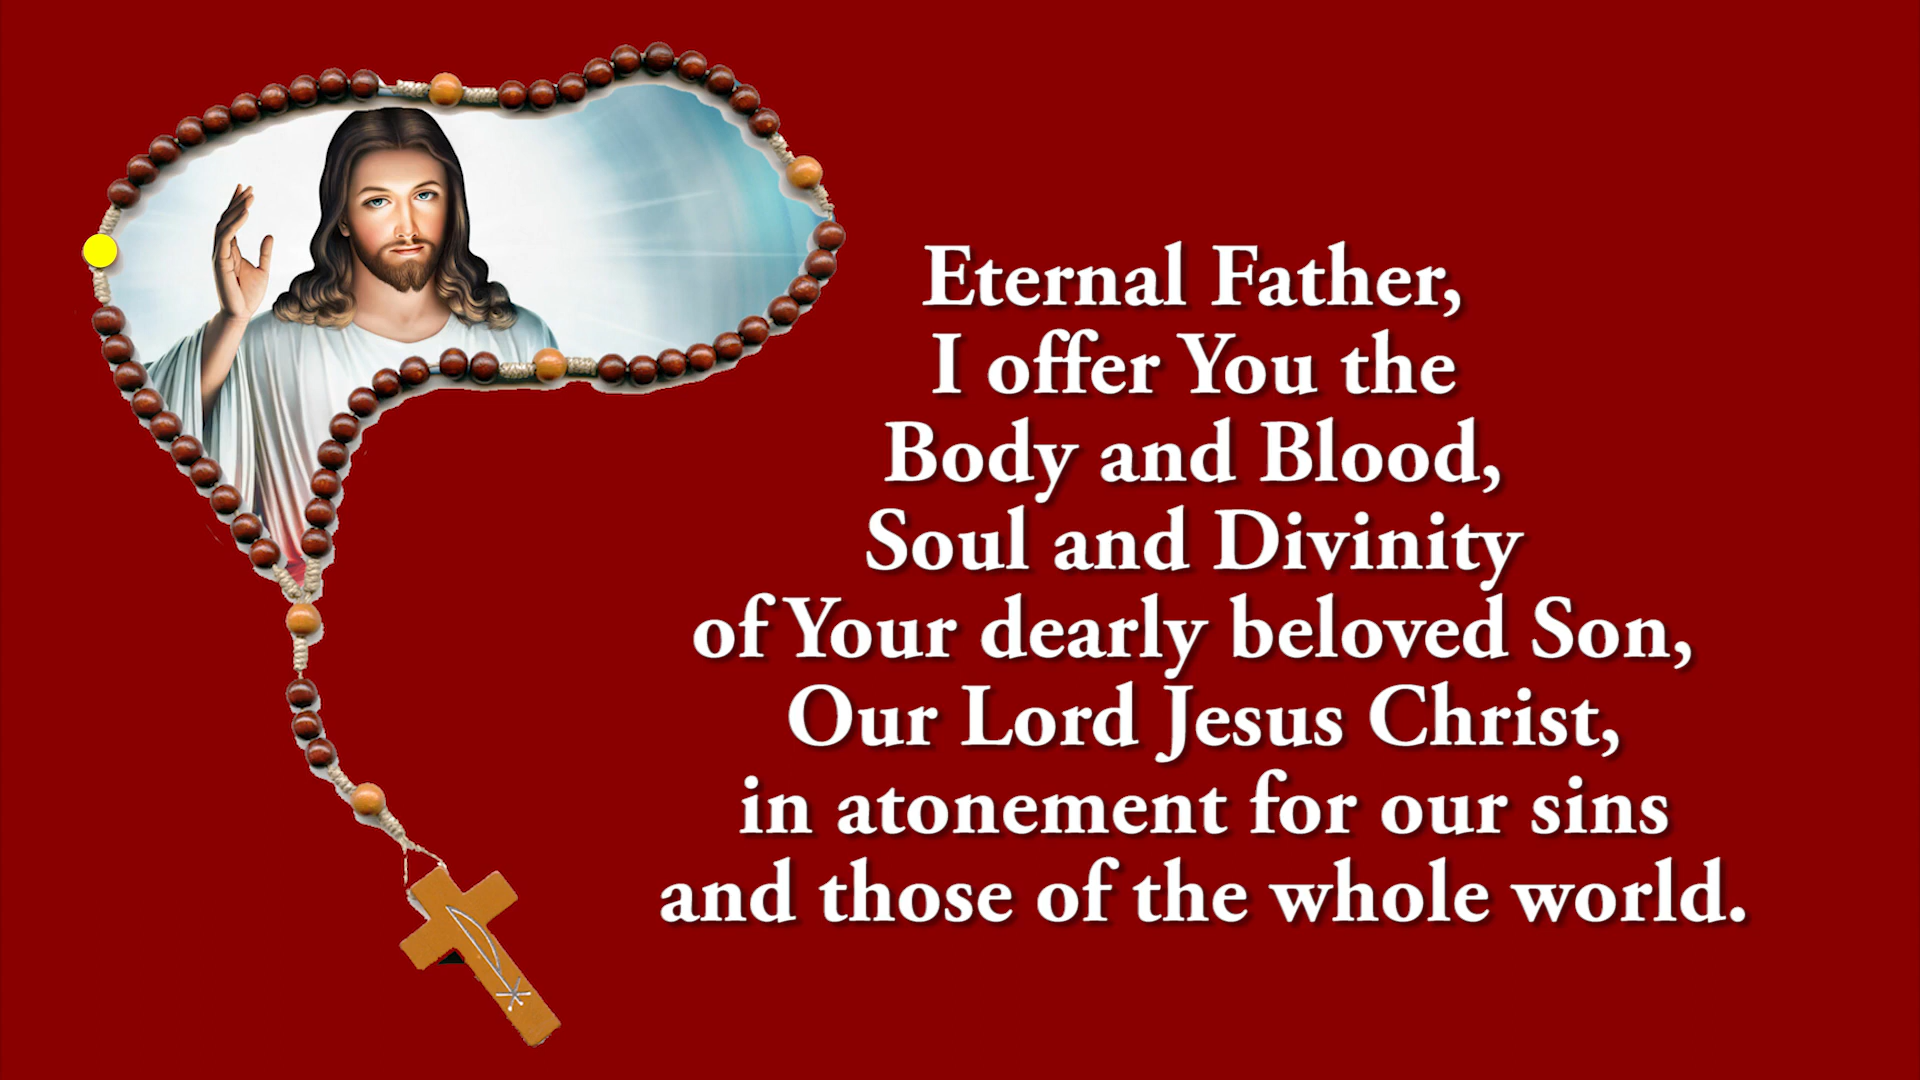 Eternal Father,
I offer You the
Body and Blood,
Soul and Divinity
of Your dearly beloved Son,
Our Lord Jesus Christ,
in atonement for our sins
and those of the whole world.